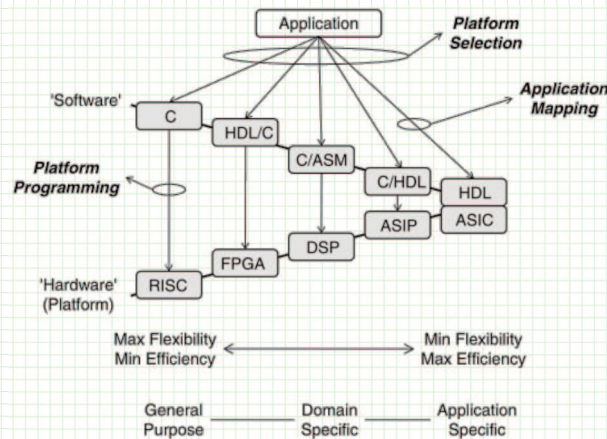 Application
Platform
Selection
'Software'
Application
Mapping
C
HDL/C
C/ASM
C/HDL
HDL
Platform
Programming
ASIC
ASIP
DSP
FPGA
RISC
'Hardware'
(Platform)
Max Flexibility
Min Efficiency
Min Flexibility
Max Efficiency
General
Purpose
Domain
Specific
Application
Specific